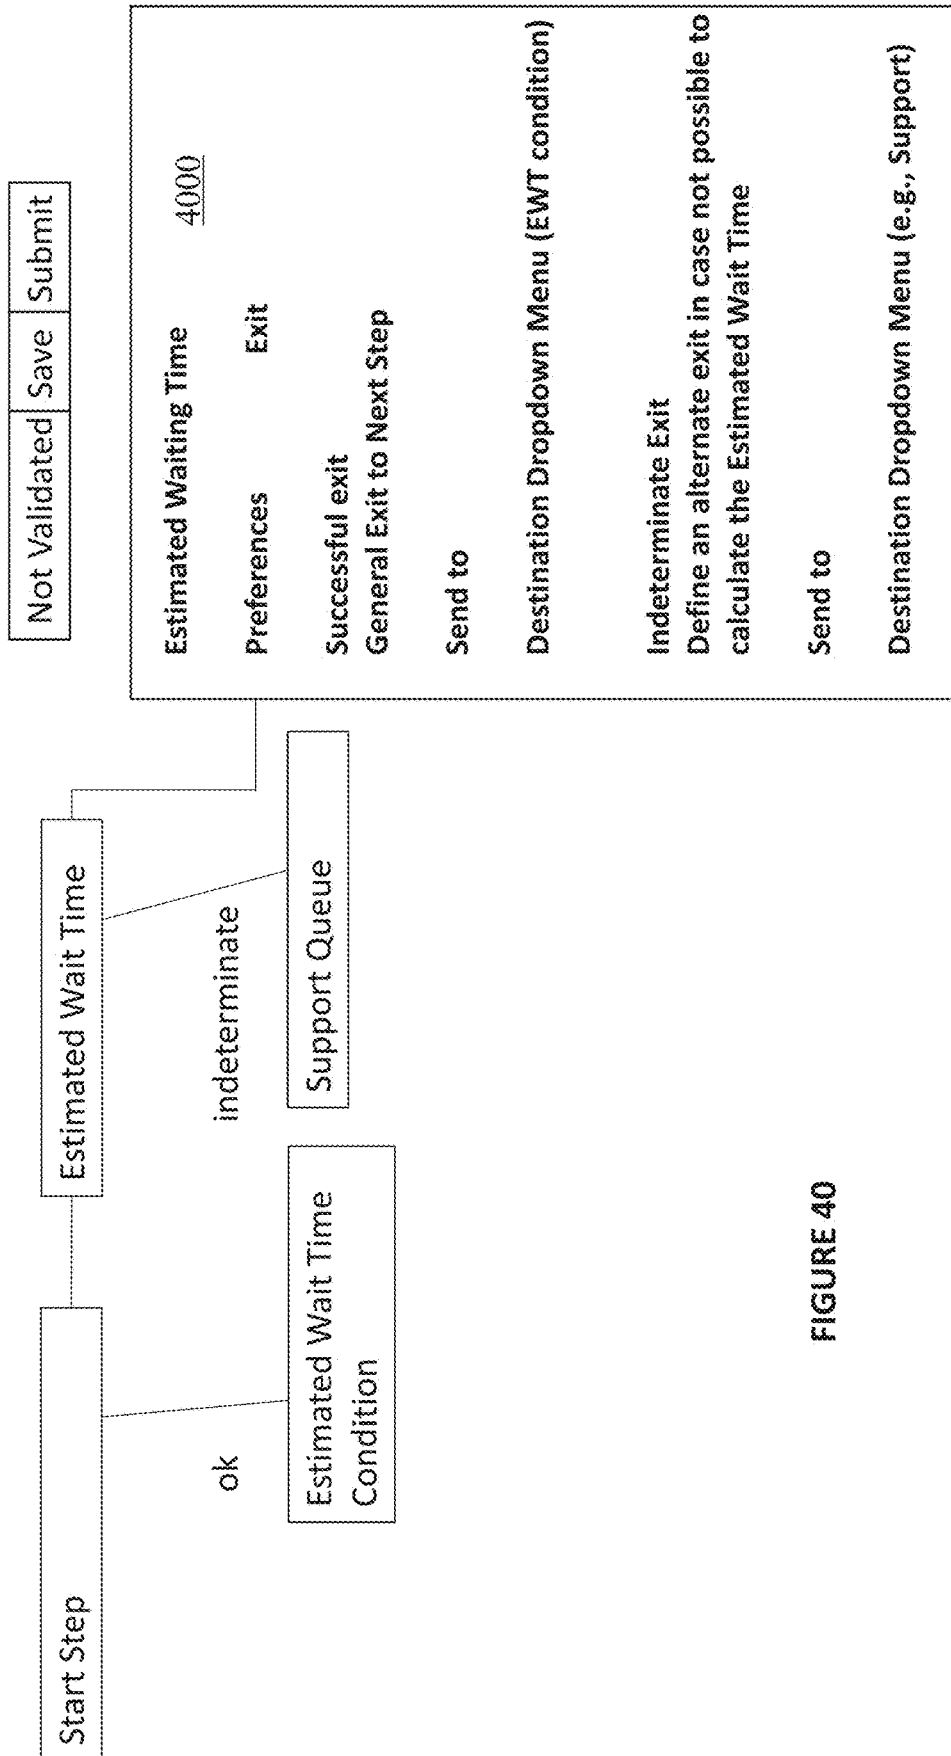 Not Validated
Save
Submit
Start Step
Estimated Wait Time
ok
indeterminate
Estimated Wait Time
Condition
Support Queue
Estimated Waiting Time
4000
Preferences
Exit
Successful exit
General Exit to Next Step
Send to
Destination Dropdown Menu (EWT condition)
Indeterminate Exit
Define an alternate exit in case not possible to
calculate the Estimated Wait Time
Send to
Destination Dropdown Menu (e.g., Support)
FIGURE 40